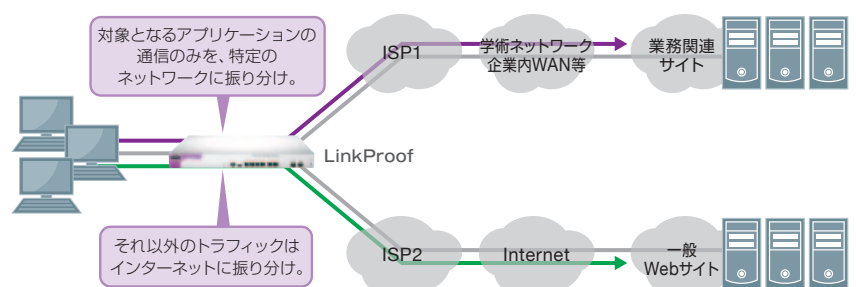 対象となるアプリケーションの
通信のみを、特定の
ネットワークに振り分け。
ISP1
学術ネットワーク
企業内WAN等
業務関連
サイト
LinkProof
それ以外のトラフィックは
インターネットに振り分け。
ISP2
Internet
一般
Webサイト